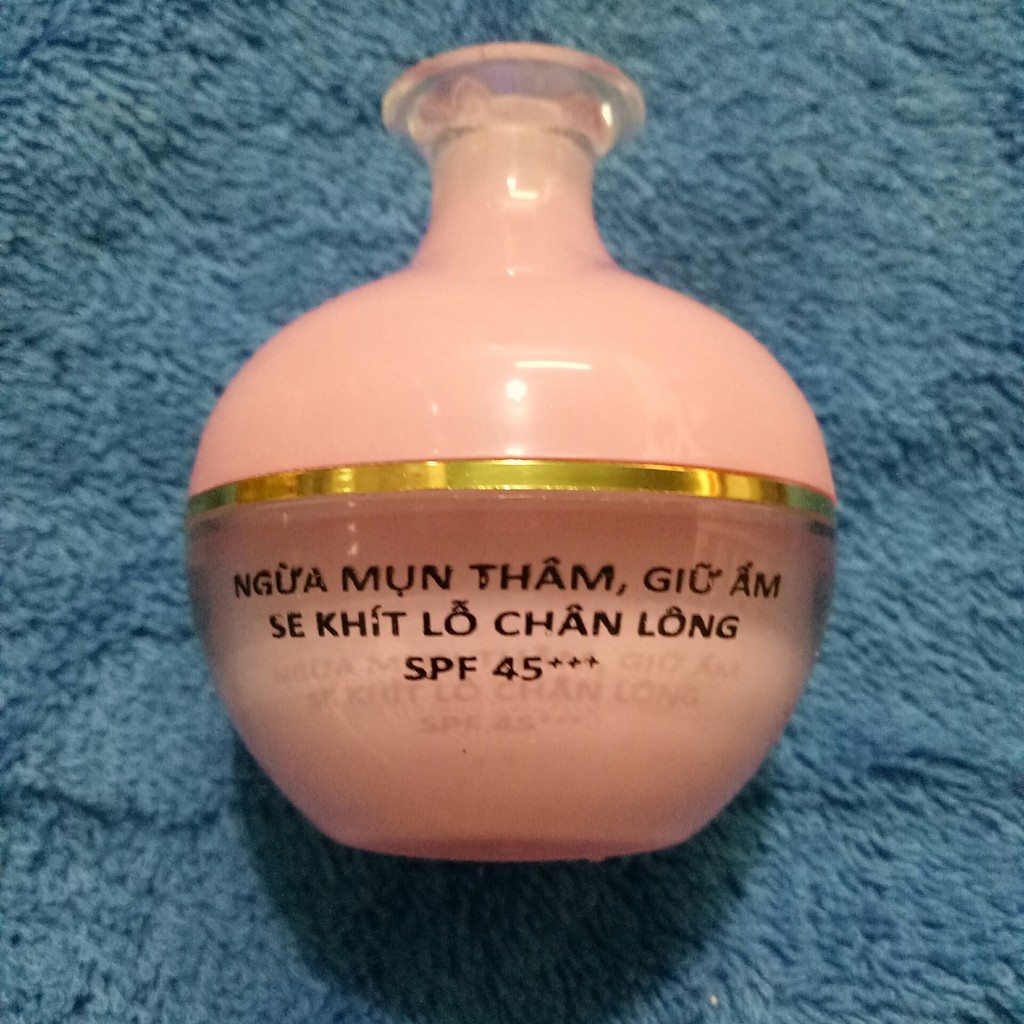 NGỪA MỤN THÂM, GIỮ ẨM
SE KHÍT LỖ CHÂN LÔNG
SPF 45+++